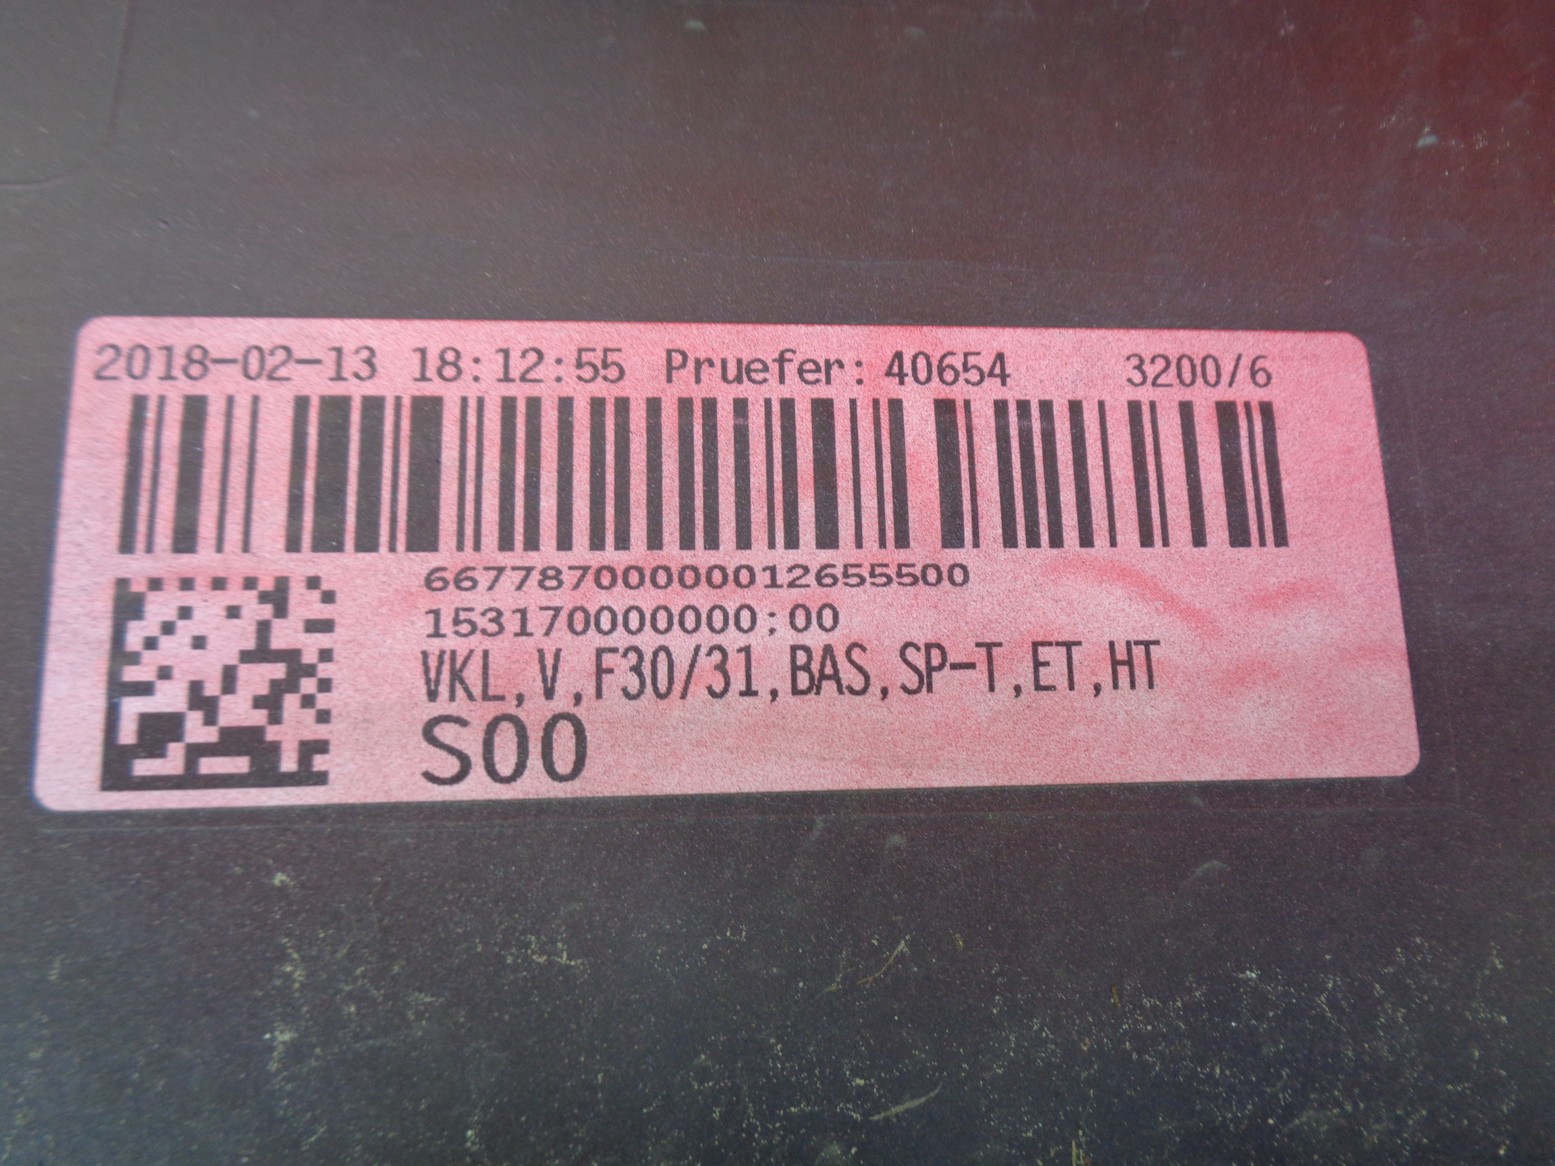 2018-02-13 18:12:55 Pruefer: 40654 3200/6
66778700000012655500
153170000000;00
VKL,V,F30/31,BAS,SP-T,ET,HT
S00